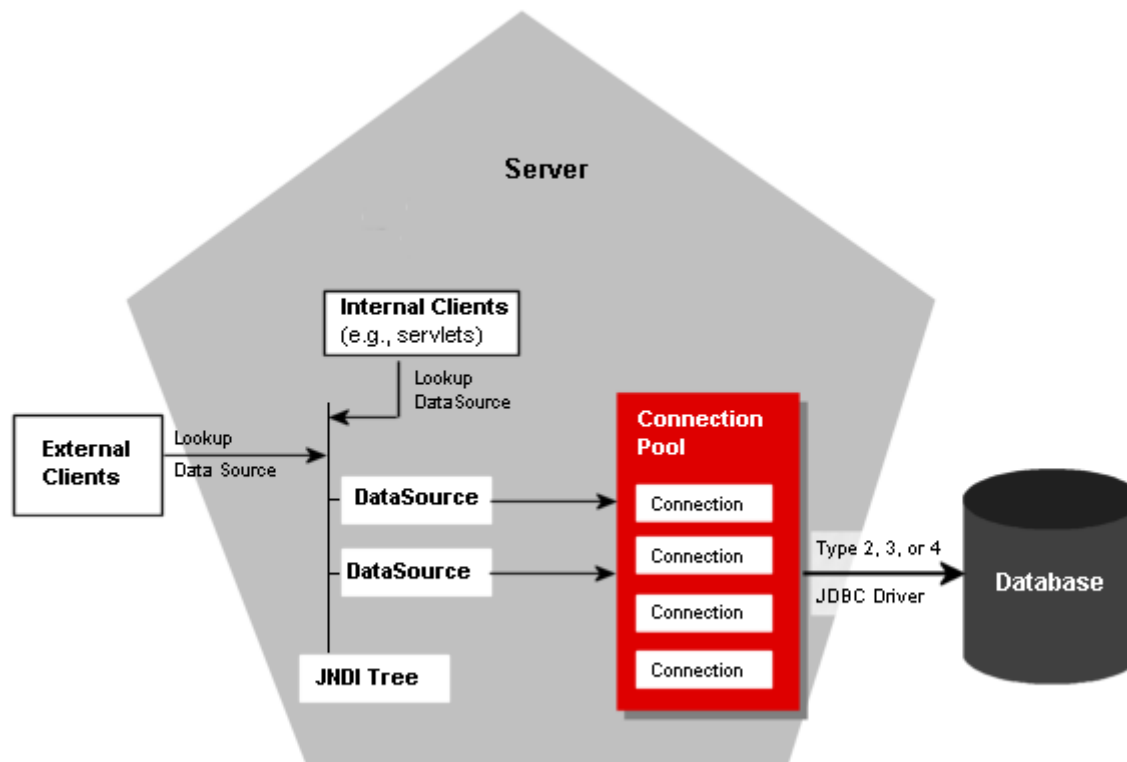 Server
Internal Clients
(e.g., servlets)
Lookup
DataSource
External
Clients
Lookup
Data Source
DataSource
DataSource
JNDI Tree
Connection
Pool
Connection
Connection
Connection
Connection
Type 2, 3, or 4
JDBC Driver
Database